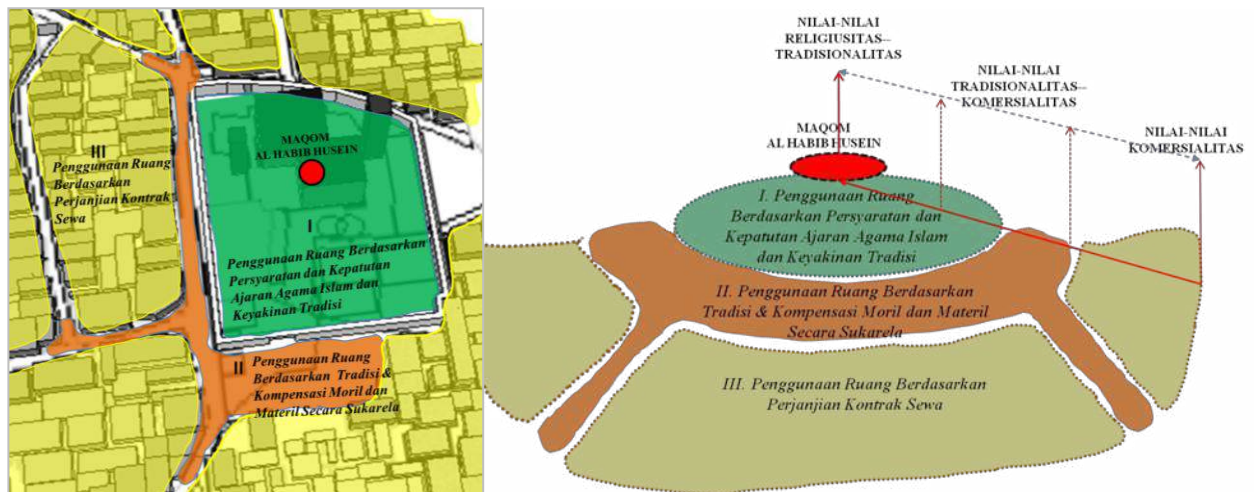 III
Penggunaan Ruang
Berdasarkan
Perjanjian Kontrak
Sewa
MAQOM
AL HABIB HUSEIN
I
Penggunaan Ruang Berdasarkan
Persyaratan dan Kepatutan
Ajaran Agama Islam dan
Keyakinan Tradisi
II Penggunaan Ruang
Berdasarkan Tradisi &
Kompensasi Moril dan
Materil Secara Sukarela
NILAI-NILAI
RELIGIUSITAS–
TRADISIONALITAS
NILAI-NILAI
TRADISIONALITAS–
KOMERSIALITAS
NILAI-NILAI
KOMERSIALITAS
MAQOM
AL HABIB HUSEIN
I. Penggunaan Ruang
Berdasarkan Persyaratan dan
Kepatutan Ajaran Agama Islam
dan Keyakinan Tradisi
II. Penggunaan Ruang Berdasarkan
Tradisi & Kompensasi Moril dan Materil
Secara Sukarela
III. Penggunaan Ruang Berdasarkan
Perjanjian Kontrak Sewa